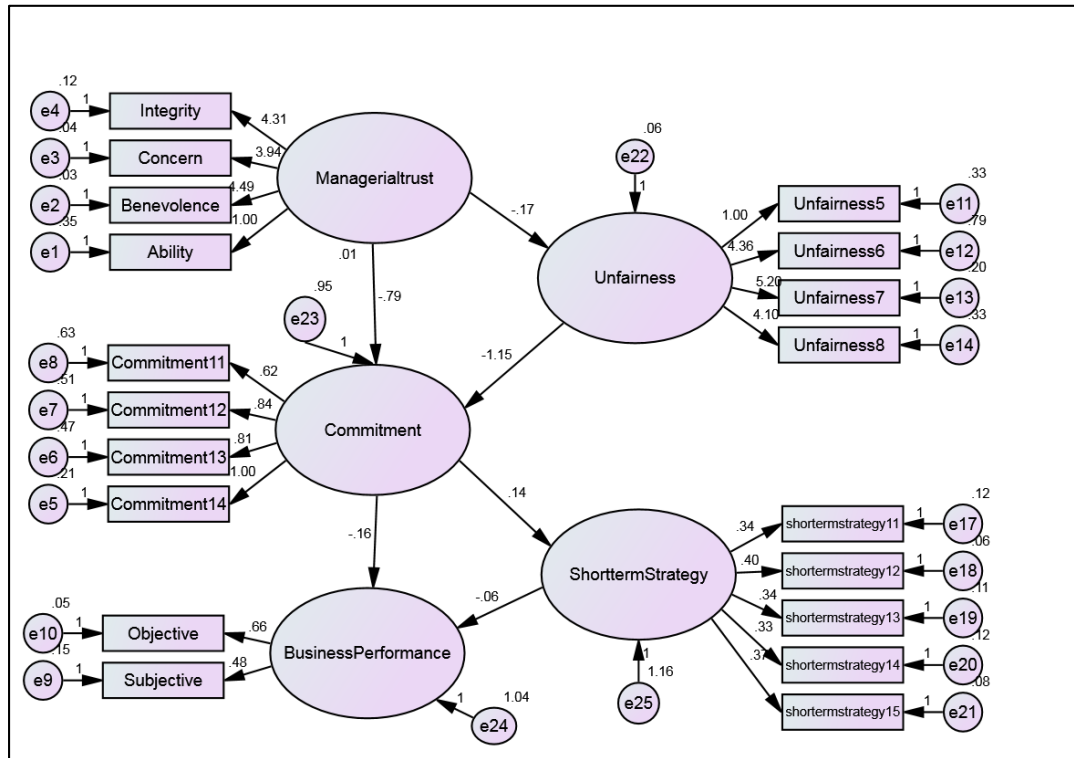 .12
e4
1
Integrity
4.31
.04
e3
1
Concern
3.94
.03
e2
1
Benevolence
4.49
.35
e1
1
Ability
1.00
Managerialtrust
.01
-.17
-.79
.06
e22
1
Unfairness
1.00
Unfairness5
1
e11
.33
4.36
Unfairness6
1
e12
.79
5.20
Unfairness7
1
e13
.20
4.10
Unfairness8
1
e14
.33
.95
e23
1
-1.15
.63
e8
1
Commitment11
.62
.51
e7
1
Commitment12
.84
.47
e6
1
Commitment13
.81
.21
e5
1
Commitment14
1.00
Commitment
.14
-.16
ShorttermStrategy
.34
shortermstrategy11
1
e17
.12
.40
shortermstrategy12
1
e18
.06
.34
shortermstrategy13
1
e19
.11
.33
shortermstrategy14
1
e20
.12
.37
shortermstrategy15
1
e21
.08
1
1.16
e25
-.06
.05
e10
1
Objective
.66
.15
e9
1
Subjective
.48
BusinessPerformance
1
1.04
e24